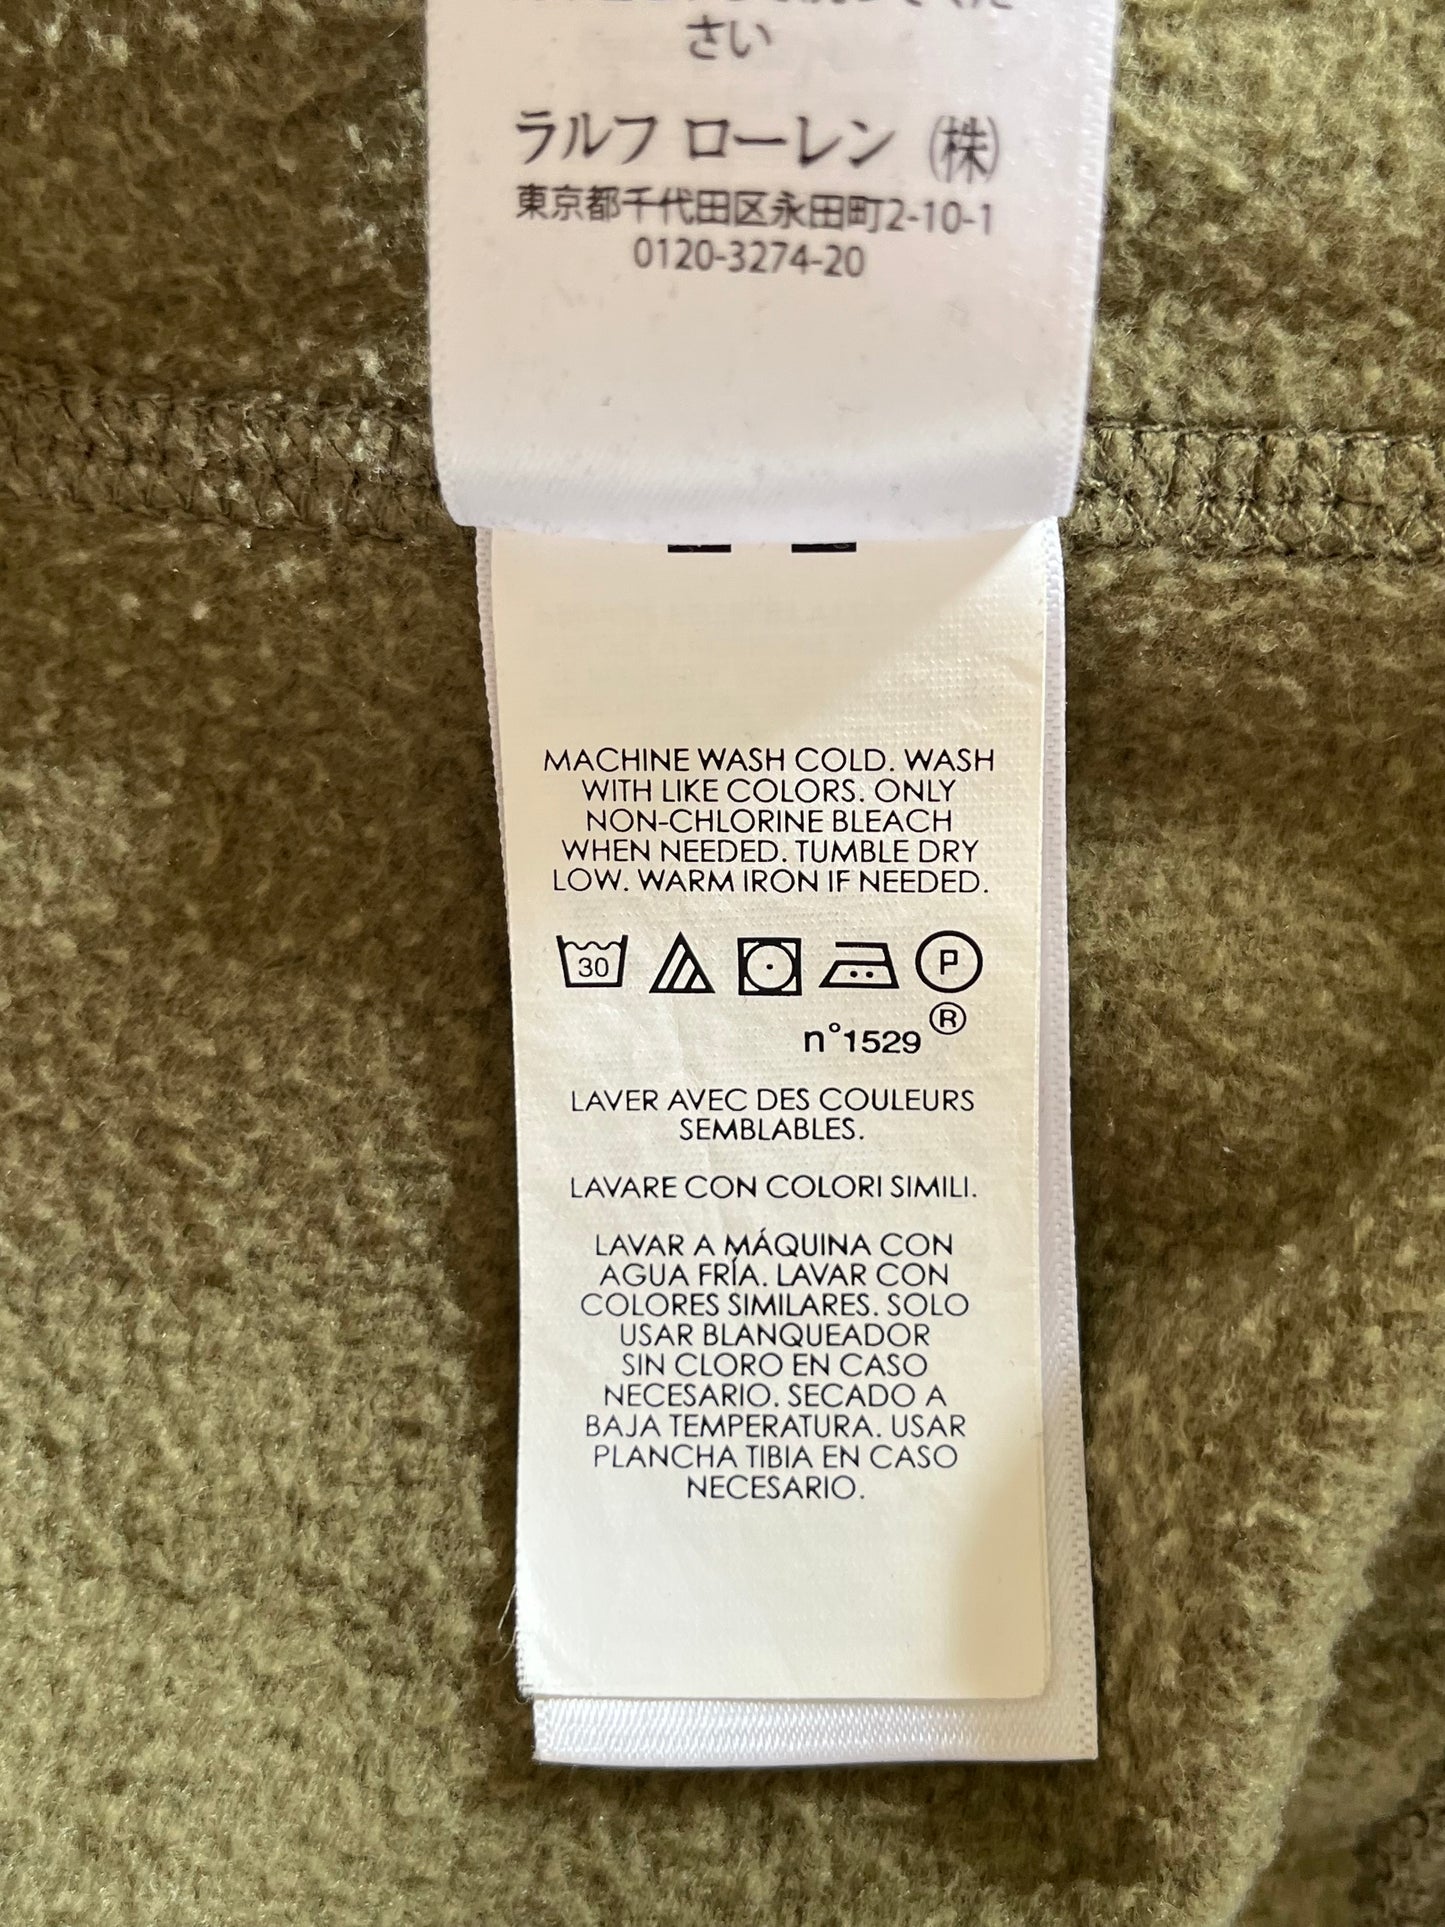 さい
ラルフ ローレン ㈱
東京都千代田区永田町2-10-1
0120-3274-20
MACHINE WASH COLD. WASH
WITH LIKE COLORS. ONLY
NON-CHLORINE BLEACH
WHEN NEEDED. TUMBLE DRY
LOW. WARM IRON IF NEEDED.
30 P
n°1529 ®
LAVER AVEC DES COULEURS
SEMBLABLES.
LAVARE CON COLORI SIMILI.
LAVAR A MÁQUINA CON
AGUA FRÍA. LAVAR CON
COLORES SIMILARES. SOLO
USAR BLANQUEADOR
SIN CLORO EN CASO
NECESARIO. SECADO A
BAJA TEMPERATURA. USAR
PLANCHA TIBIA EN CASO
NECESARIO.